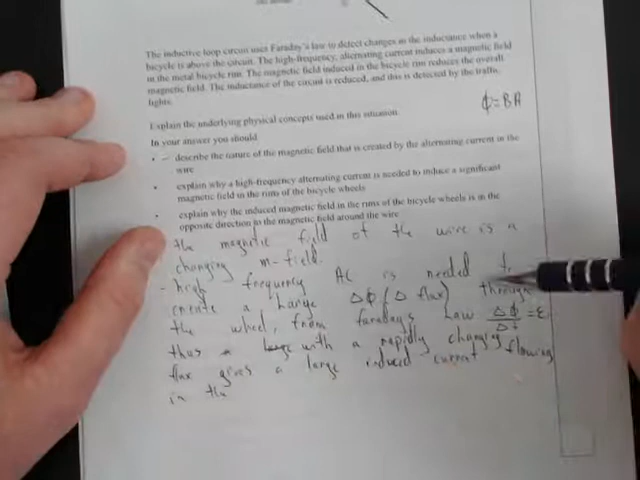 The inductive loop circuit uses Faraday's law to detect changes in the inductance when a
bicycle is above the circuit. The high-frequency, alternating current induces a magnetic field
in the metal bicycle rim. The magnetic field induced in the bicycle rim reduces the overall
magnetic field. The inductance of the circuit is reduced, and this is detected by the traffic
lights.
ϕ=BA
Explain the underlying physical concepts used in this situation.
In your answer you should
• describe the nature of the magnetic field that is created by the alternating current in the
wire
• explain why a high-frequency alternating current is needed to induce a significant
magnetic field in the rims of the bicycle wheels
• explain why the induced magnetic field in the rims of the bicycle wheels is in the
opposite direction to the magnetic field around the wire
the magnetic field of the wire is a
changing m-field.
- high frequency AC is needed
create a Δϕ (Δ flux) through
the wheel, from faradays Law Δϕ/Δt = ε
thus with a rapidly changing
flux gives a large induced current flowing
in the